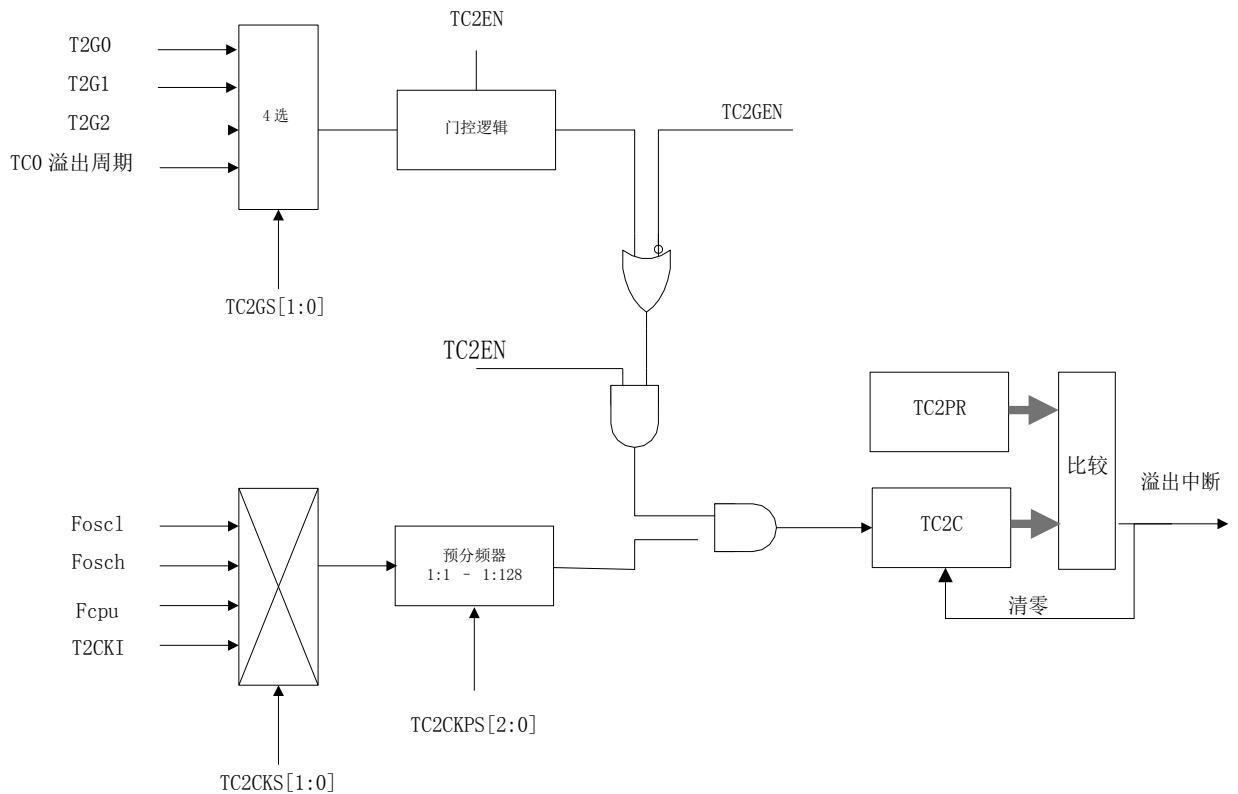 TC2EN
T2G0
T2G1
T2G2
TC0 溢出周期
4 选
门控逻辑
TC2GEN
TC2GS[1:0]
TC2EN
TC2PR
比较
溢出中断
TC2C
清零
Foscl
Fosch
Fcpu
T2CKI
预分频器
1:1 – 1:128
TC2CKPS[2:0]
TC2CKS[1:0]